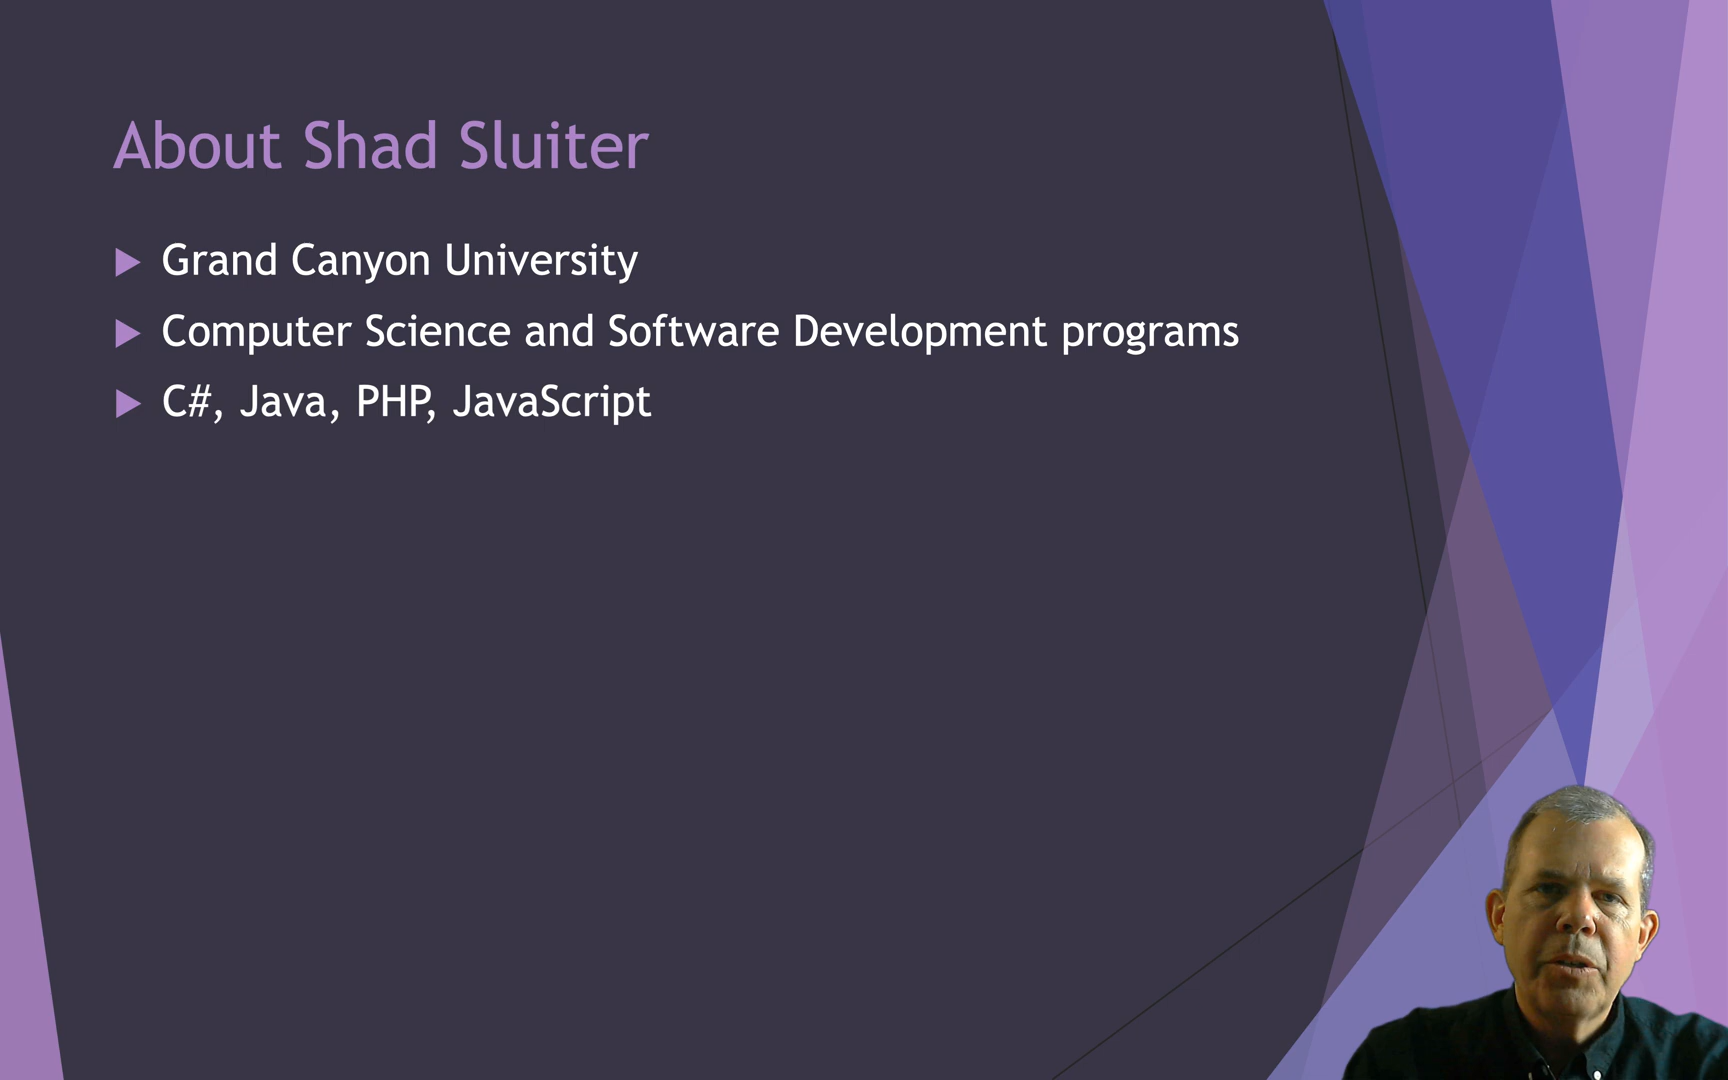 About Shad Sluiter
Grand Canyon University
Computer Science and Software Development programs
C#, Java, PHP, JavaScript